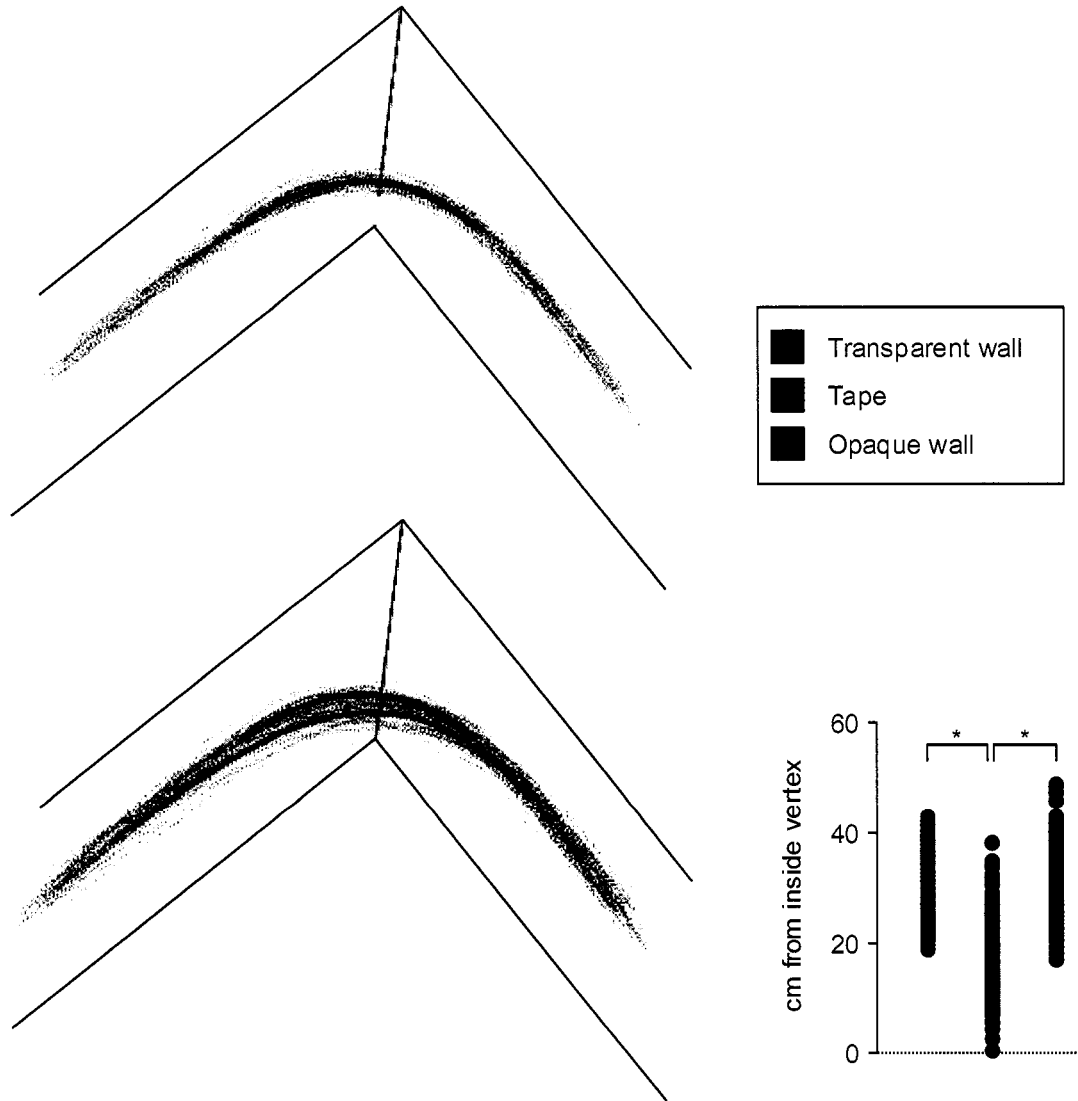 Transparent wall
Tape
Opaque wall
60
* *
40
20
0
cm from inside vertex